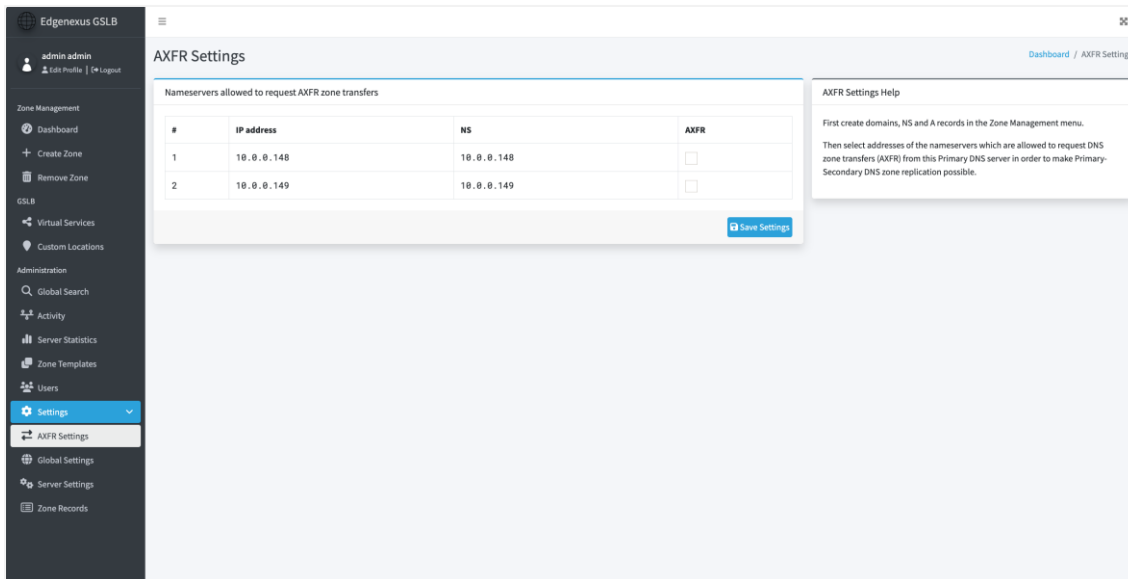 Edgenexus GSLB
admin admin
Edit Profile | Logout
Zone Management
Dashboard
Create Zone
Remove Zone
GSLB
Virtual Services
Custom Locations
Administration
Global Search
Activity
Server Statistics
Zone Templates
Users
Settings
AXFR Settings
Global Settings
Server Settings
Zone Records
AXFR Settings
Dashboard / AXFR Setting
Nameservers allowed to request AXFR zone transfers
# IP address NS AXFR
1 10.0.0.148 10.0.0.148
2 10.0.0.149 10.0.0.149
Save Settings
AXFR Settings Help
First create domains, NS and A records in the Zone Management menu.
Then select addresses of the nameservers which are allowed to request DNS
zone transfers (AXFR) from this Primary DNS server in order to make Primary-
Secondary DNS zone replication possible.